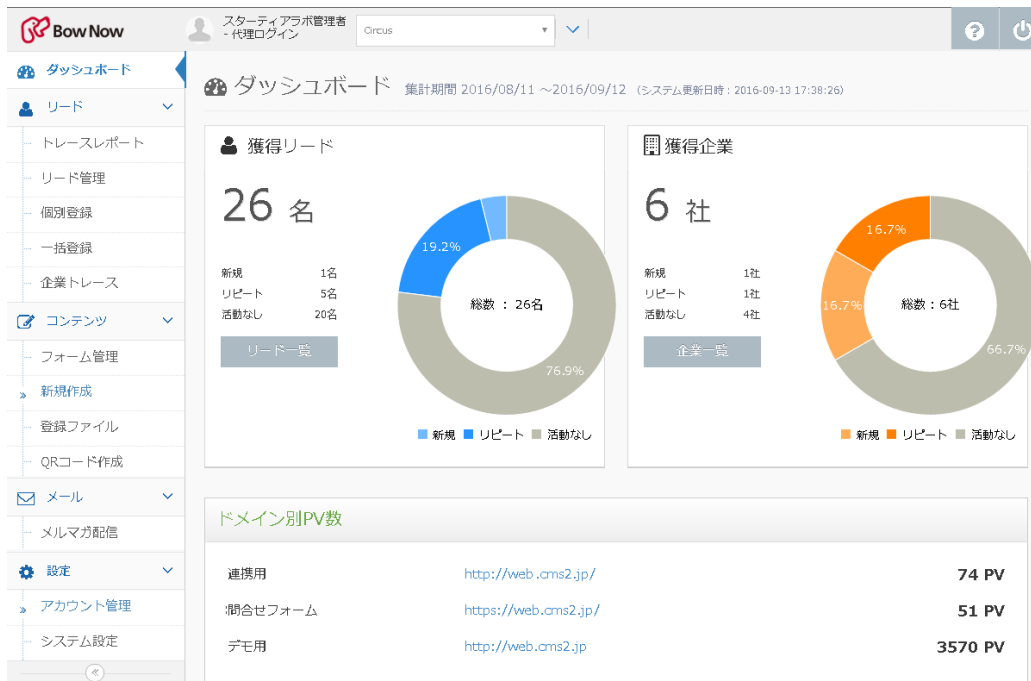 Bow Now
スターティアラボ管理者
- 代理ログイン
Circus
ダッシュボード
リード
トレースレポート
リード管理
個別登録
一括登録
企業トレース
コンテンツ
フォーム管理
新規作成
登録ファイル
QRコード作成
メール
メルマガ配信
設定
アカウント管理
システム設定
ダッシュボード 集計期間 2016/08/11 ～2016/09/12 (システム更新日時：2016-09-13 17:38:26)
獲得リード
26 名
新規 1名
リピート 5名
活動なし 20名
リード一覧
19.2%
総数 ： 26名
76.9%
新規 リピート 活動なし
獲得企業
6 社
新規 1社
リピート 1社
活動なし 4社
企業一覧
16.7%
16.7%
総数：6社
66.7%
新規 リピート 活動なし
ドメイン別PV数
連携用 http://web.cms2.jp/ 74 PV
問合せフォーム https://web.cms2.jp/ 51 PV
デモ用 http://web.cms2.jp 3570 PV